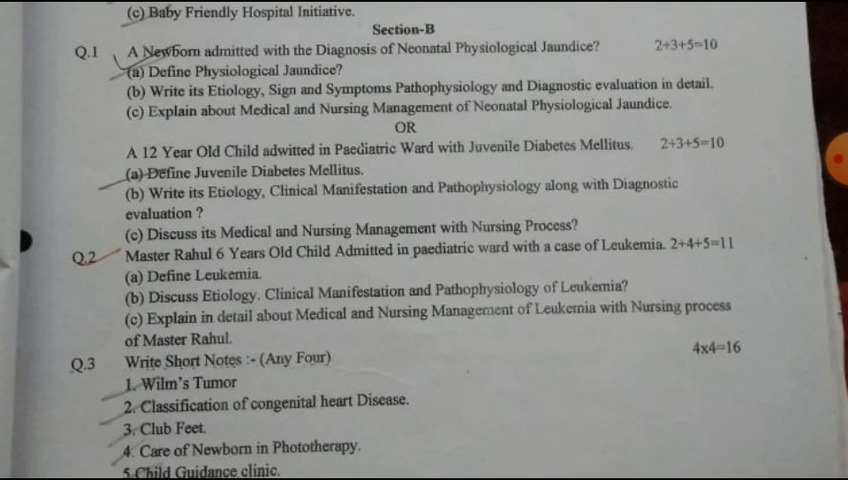 (c) Baby Friendly Hospital Initiative.
Section-B
Q.1 A Newborn admitted with the Diagnosis of Neonatal Physiological Jaundice? 2+3+5=10
(a) Define Physiological Jaundice?
(b) Write its Etiology, Sign and Symptoms Pathophysiology and Diagnostic evaluation in detail.
(c) Explain about Medical and Nursing Management of Neonatal Physiological Jaundice.
OR
A 12 Year Old Child adwitted in Paediatric Ward with Juvenile Diabetes Mellitus. 2+3+5=10
(a) Define Juvenile Diabetes Mellitus.
(b) Write its Etiology, Clinical Manifestation and Pathophysiology along with Diagnostic
evaluation ?
(c) Discuss its Medical and Nursing Management with Nursing Process?
Q.2 Master Rahul 6 Years Old Child Admitted in paediatric ward with a case of Leukemia. 2+4+5=11
(a) Define Leukemia.
(b) Discuss Etiology. Clinical Manifestation and Pathophysiology of Leukemia?
(c) Explain in detail about Medical and Nursing Management of Leukemia with Nursing process
of Master Rahul.
Q.3 Write Short Notes :- (Any Four) 4x4=16
1. Wilm's Tumor
2. Classification of congenital heart Disease.
3. Club Feet.
4. Care of Newborn in Phototherapy.
5.Child Guidance clinic.